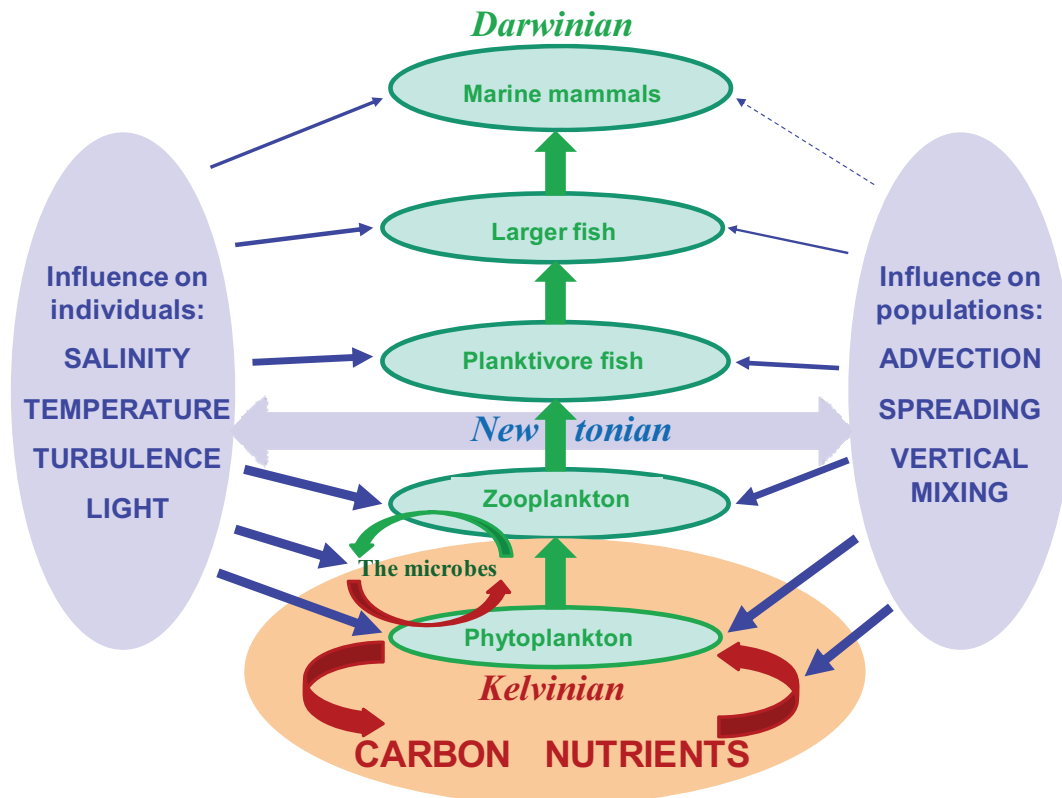 Darwinian
Marine mammals
Larger fish
Influence on
individuals:
SALINITY
TEMPERATURE
TURBULENCE
LIGHT
Planktivore fish
New tonian
Zooplankton
The microbes
Phytoplankton
Kelvinian
CARBON NUTRIENTS
Influence on
populations:
ADVECTION
SPREADING
VERTICAL
MIXING